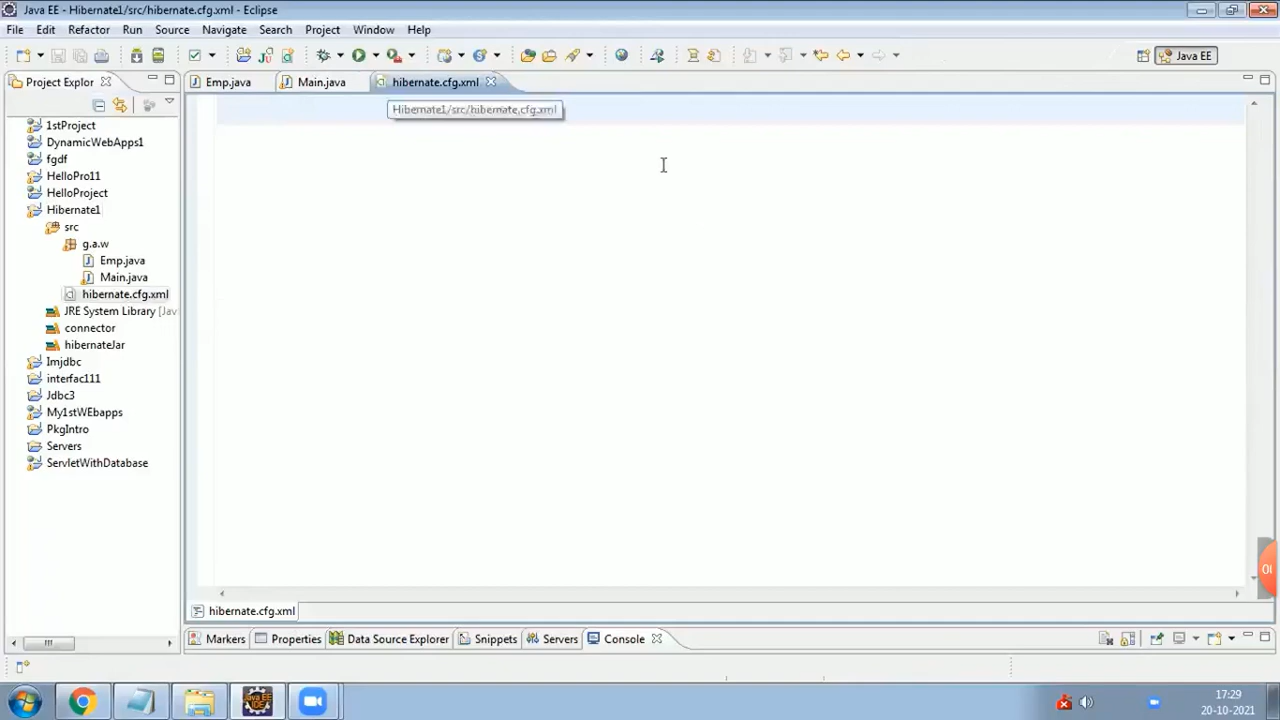 Java EE - Hibernate1/src/hibernate.cfg.xml - Eclipse
File Edit Refactor Run Source Navigate Search Project Window Help
Java EE
Project Explor
Emp.java Main.java hibernate.cfg.xml
Hibernate1/src/hibernate.cfg.xml
1stProject
DynamicWebApps1
fgdf
HelloPro11
HelloProject
Hibernate1
src
g.a.w
Emp.java
Main.java
hibernate.cfg.xml
JRE System Library [Jav
connector
hibernateJar
Imjdbc
interfac111
Jdbc3
My1stWEbapps
PkgIntro
Servers
ServletWithDatabase
hibernate.cfg.xml
Markers Properties Data Source Explorer Snippets Servers Console
Java EE
IDE
17:29
20-10-2021